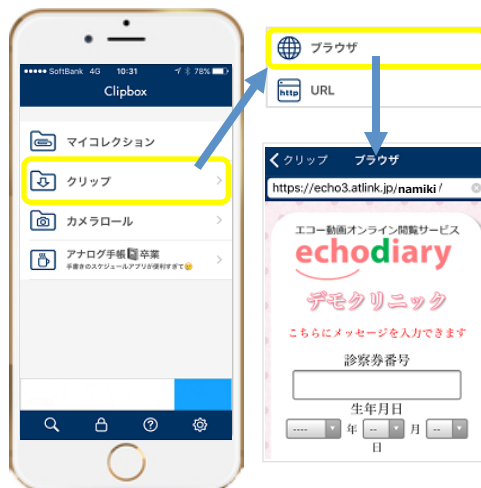 SoftBank 4G 10:31 78%
Clipbox
マイコレクション
クリップ
カメラロール
アナログ手帳卒業
手書きのスケジュールアプリが便利すぎて
ブラウザ
http URL
クリップ ブラウザ
https://echo3.atlink.jp/namiki /
エコー動画オンライン閲覧サービス
echodiary
デモクリニック
こちらにメッセージを入力できます
診察券番号
生年月日
---- 年 -- 月 --
日